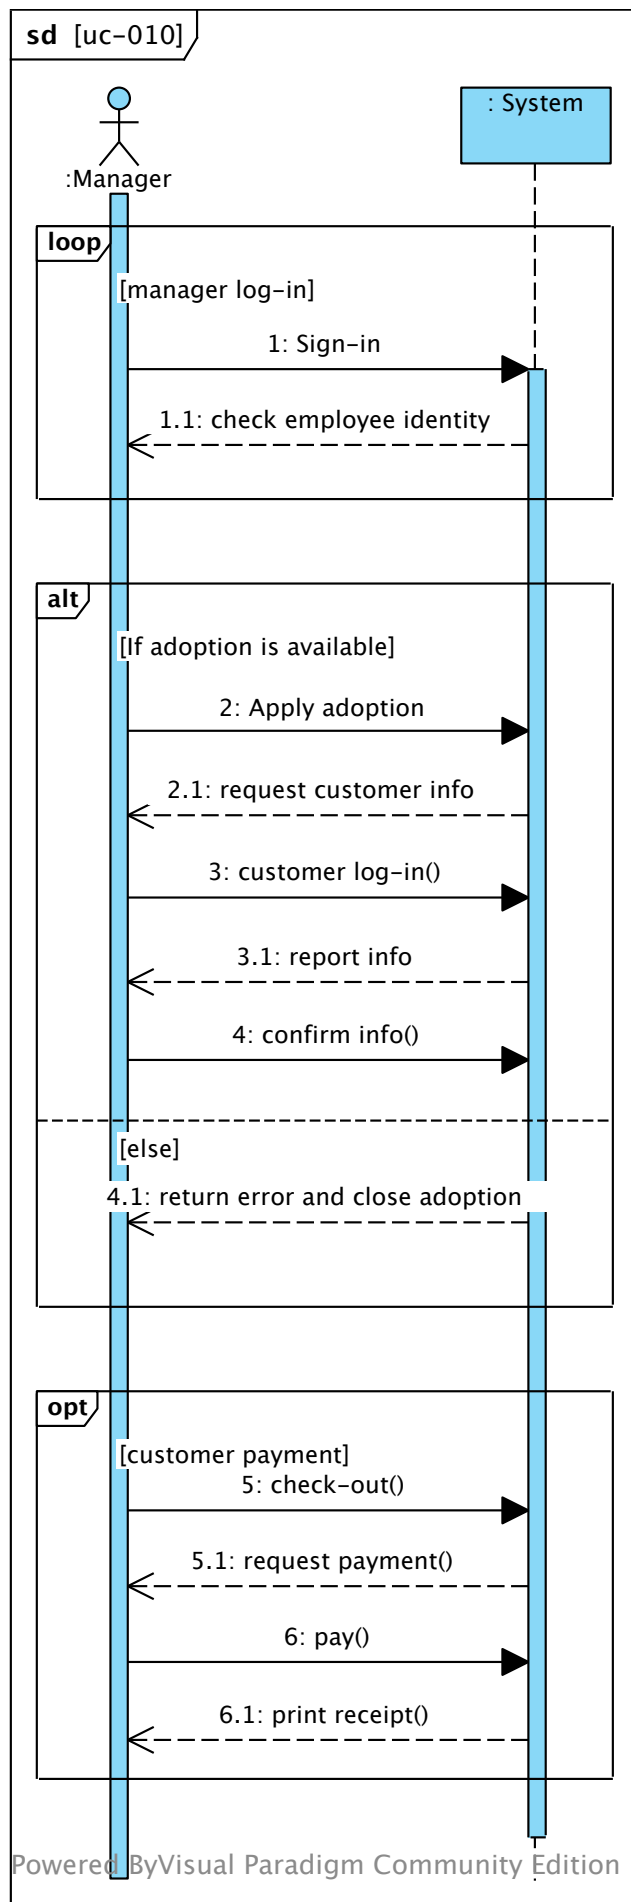 sd [uc-010]
: System
:Manager
loop
[manager log-in]
1: Sign-in
1.1: check employee identity
alt
[If adoption is available]
2: Apply adoption
2.1: request customer info
3: customer log-in()
3.1: report info
4: confirm info()
[else]
4.1: return error and close adoption
opt
[customer payment]
5: check-out()
5.1: request payment()
6: pay()
6.1: print receipt()
Powered ByVisual Paradigm Community Edition